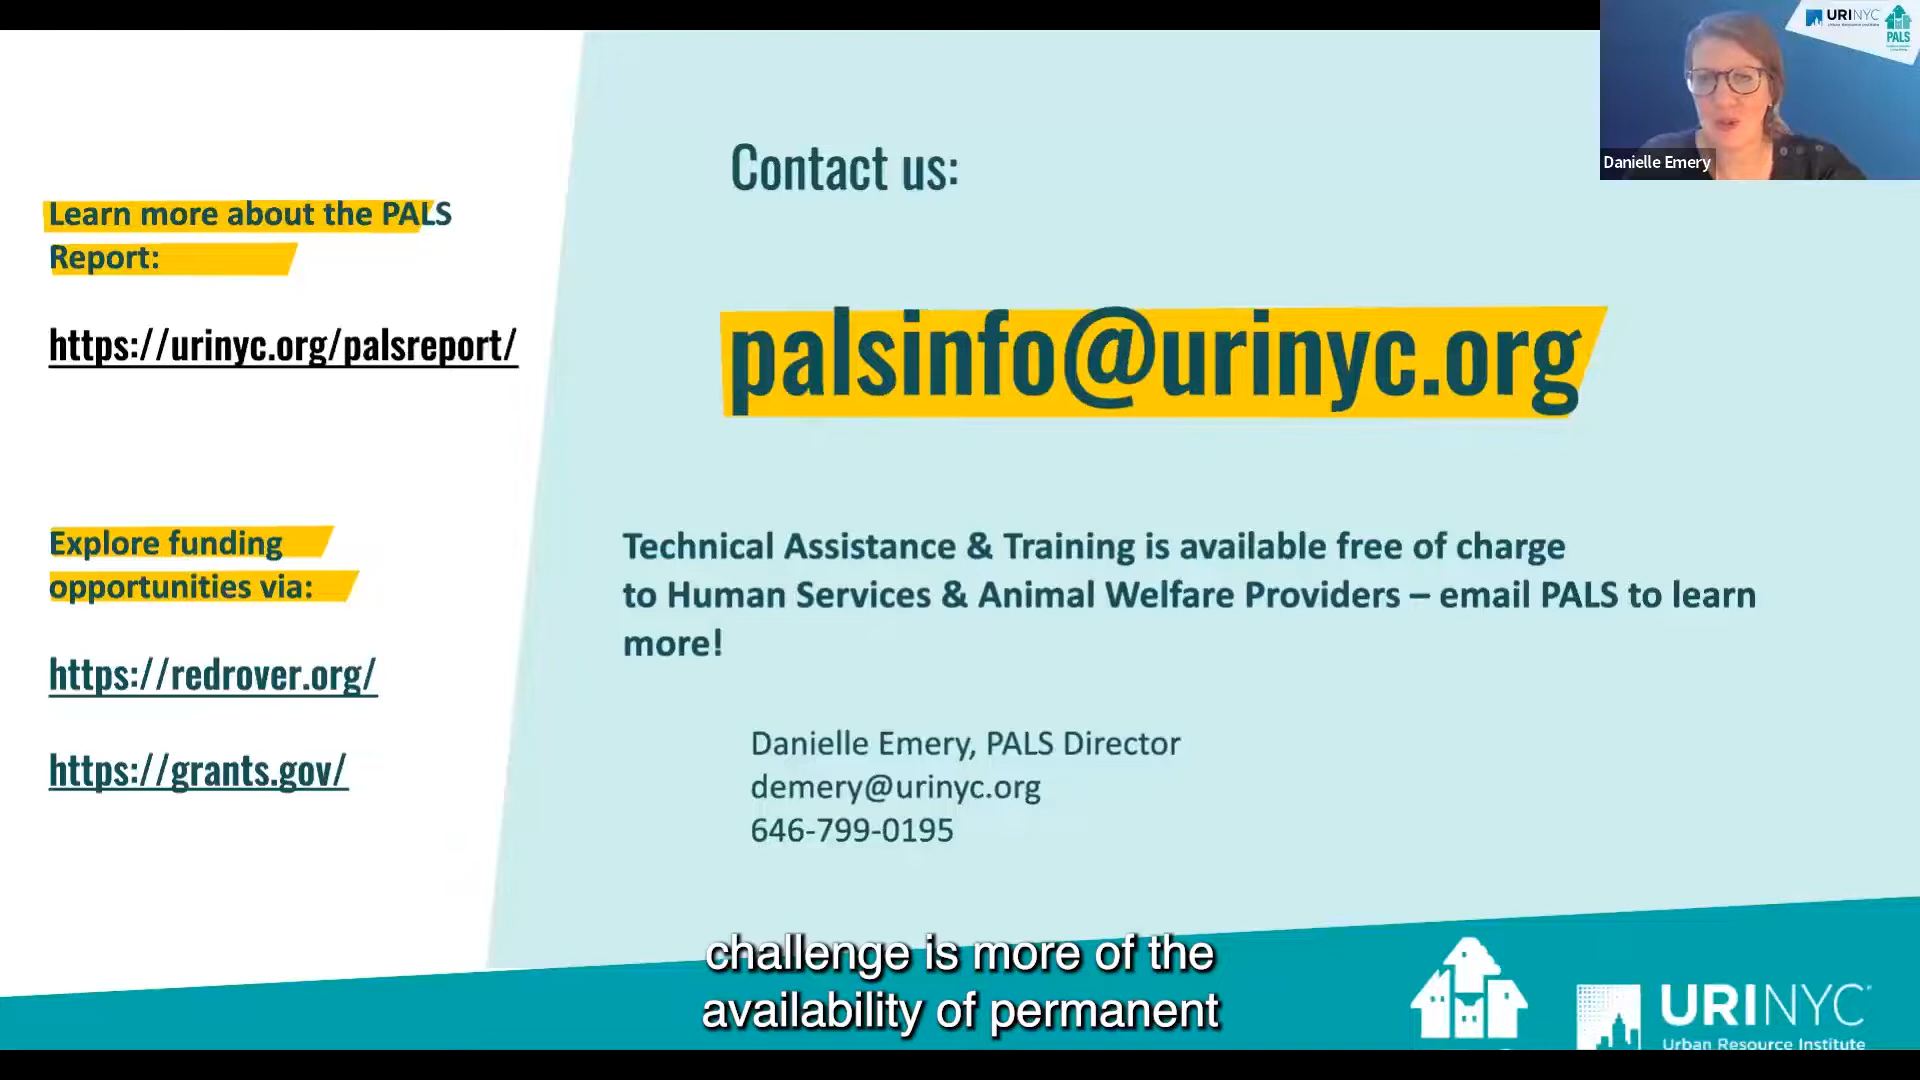 URINYC
PALS
Danielle Emery
Learn more about the PALS
Report:
https://urinyc.org/palsreport/
Explore funding
opportunities via:
https://redrover.org/
https://grants.gov/
Contact us:
palsinfo@urinyc.org
Technical Assistance & Training is available free of charge
to Human Services & Animal Welfare Providers – email PALS to learn
more!
Danielle Emery, PALS Director
demery@urinyc.org
646-799-0195
challenge is more of the
availability of permanent
URINYC
Urban Resource Institute